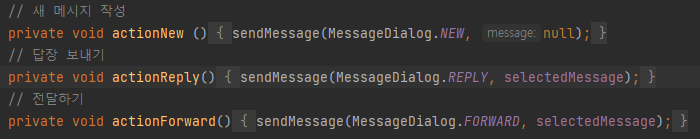 // 새 메시지 작성
private void actionNew () { sendMessage(MessageDialog.NEW, message: null); }
// 답장 보내기
private void actionReply() { sendMessage(MessageDialog.REPLY, selectedMessage); }
// 전달하기
private void actionForward() { sendMessage(MessageDialog.FORWARD, selectedMessage); }